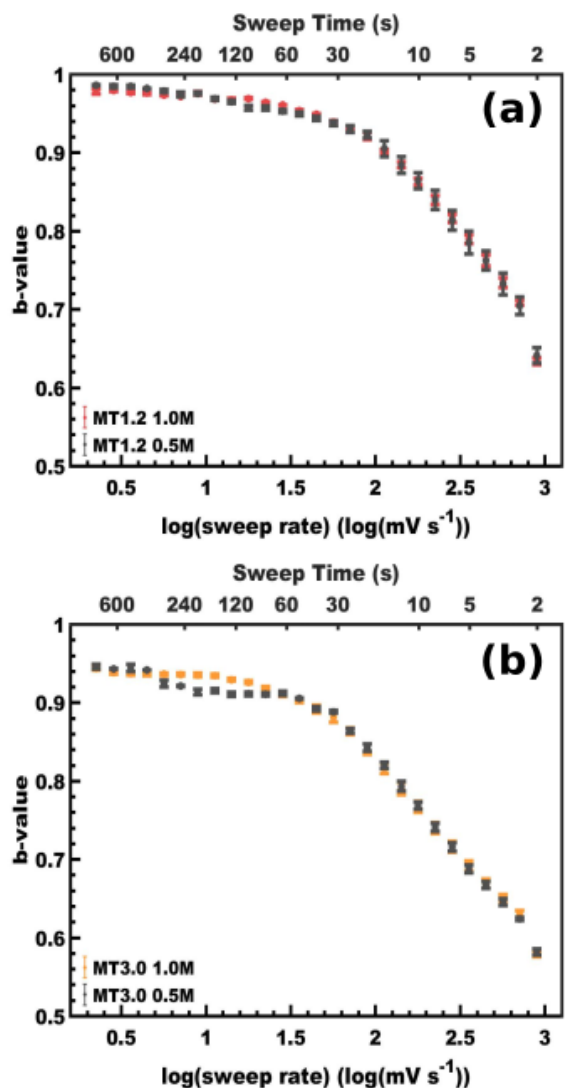 Sweep Time (s)
600 240 120 60 30 10 5 2
(a)
1
0.9
0.8
0.7
0.6
0.5
b-value
MT1.2 1.0M
MT1.2 0.5M
0.5 1 1.5 2 2.5 3
log(sweep rate) (log(mV s⁻¹))
Sweep Time (s)
600 240 120 60 30 10 5 2
(b)
1
0.9
0.8
0.7
0.6
0.5
b-value
MT3.0 1.0M
MT3.0 0.5M
0.5 1 1.5 2 2.5 3
log(sweep rate) (log(mV s⁻¹))